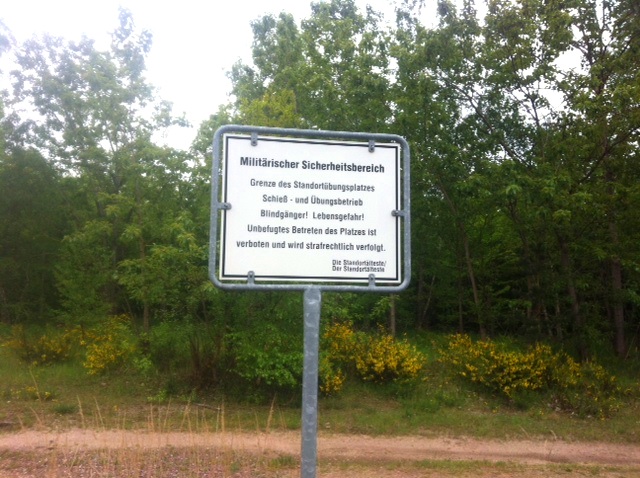 Militärischer Sicherheitsbereich
Grenze des Standortübungsplatzes
Schieß - und Übungsbetrieb
Blindgänger! Lebensgefahr!
Unbefugtes Betreten des Platzes ist
verboten und wird strafrechtlich verfolgt.
Die Standortälteste/
Der Standortälteste